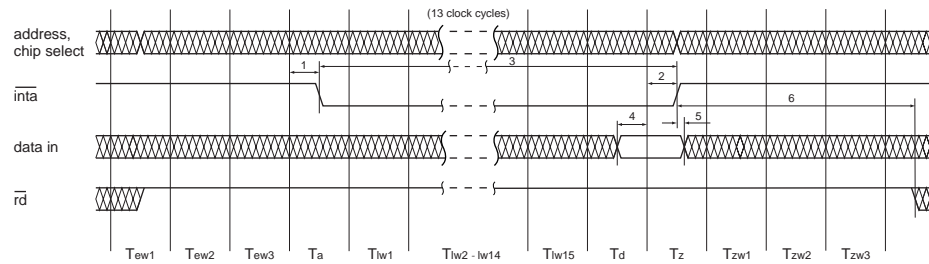 (13 clock cycles)
address,
chip select
1
3
inta
2
6
4
5
data in
rd
Tew1 Tew2 Tew3 Ta Tlw1 Tlw2 - lw14 Tlw15 Td Tz Tzw1 Tzw2 Tzw3